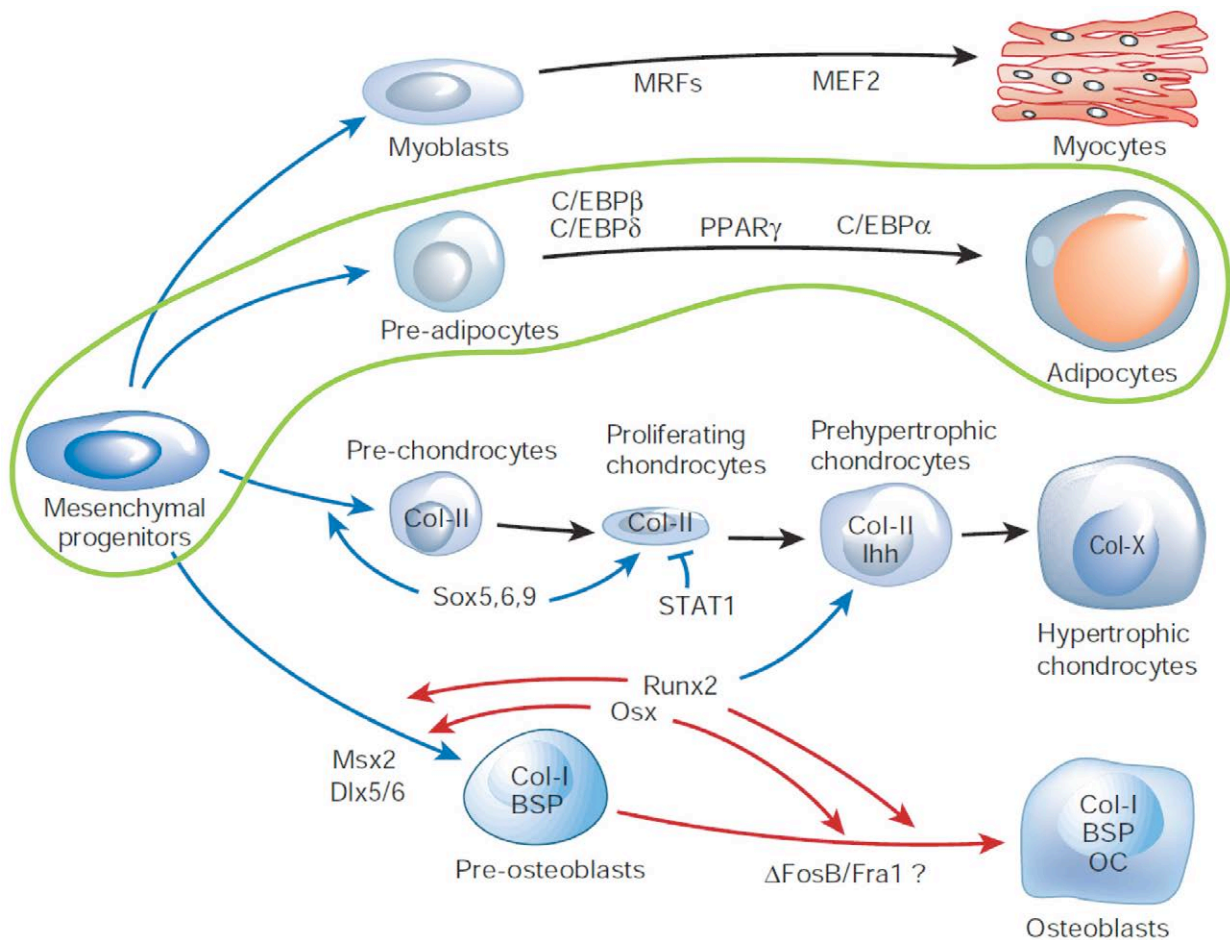 MRFs
MEF2
Myoblasts
Myocytes
C/EBPβ
C/EBPδ
PPARγ
C/EBPα
Pre-adipocytes
Adipocytes
Mesenchymal
progenitors
Pre-chondrocytes
Col-II
Proliferating
chondrocytes
Col-II
Prehypertrophic
chondrocytes
Col-II
Ihh
Col-X
Hypertrophic
chondrocytes
Sox5,6,9
STAT1
Runx2
Osx
Msx2
Dlx5/6
Col-I
BSP
Pre-osteoblasts
ΔFosB/Fra1 ?
Col-I
BSP
OC
Osteoblasts